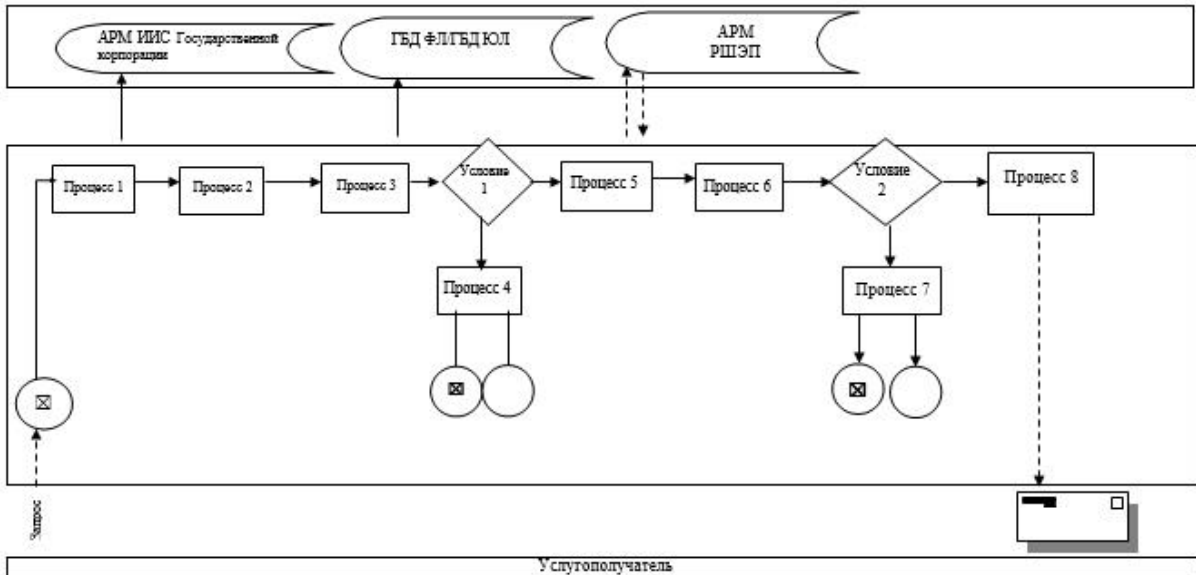 АРМ ИИС Государственной
корпорации
ГБД ФЛ/ГБД ЮЛ
АРМ
РШЭП
Процесс 1
Процесс 2
Процесс 3
Условие
1
Процесс 5
Процесс 6
Условие
2
Процесс 8
Процесс 4
Процесс 7
Запрос
Услугополучатель